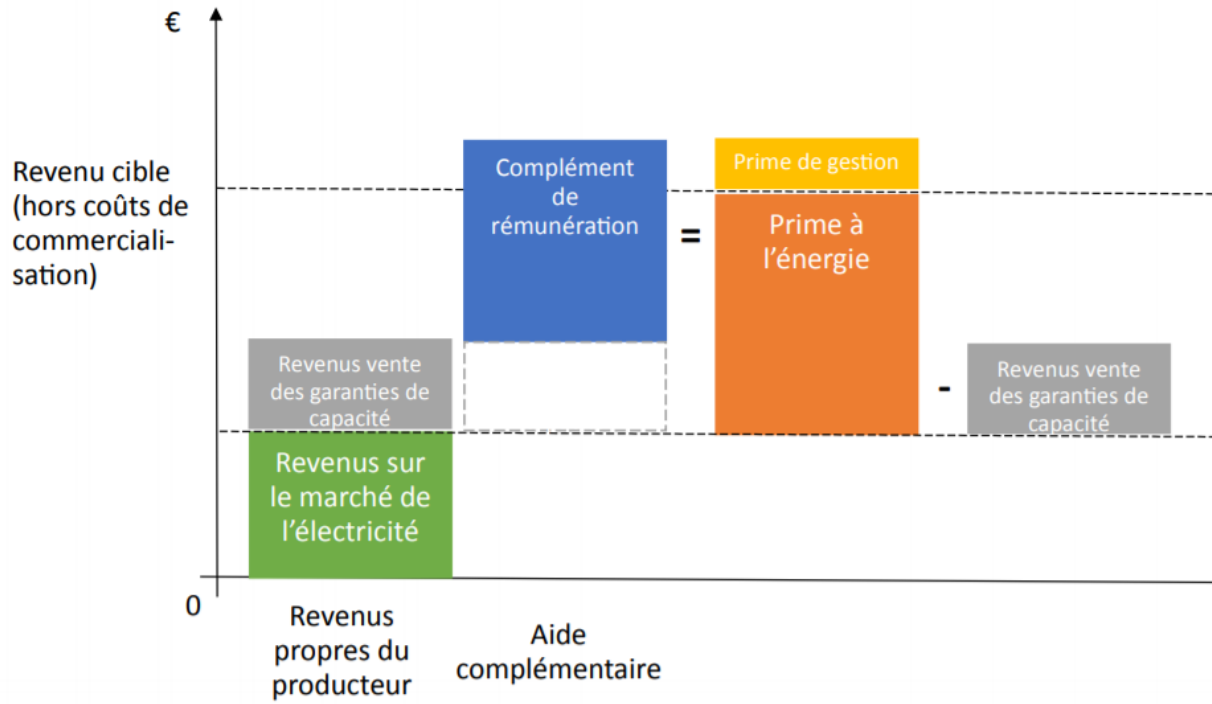 €
Revenu cible
(hors coûts de
commerciali-
sation)
Complément
de
rémunération
=
Prime de gestion
Prime à
l'énergie
Revenus vente
des garanties de
capacité
-
Revenus vente
des garanties de
capacité
Revenus sur
le marché de
l'électricité
0
Revenus
propres du
producteur
Aide
complémentaire